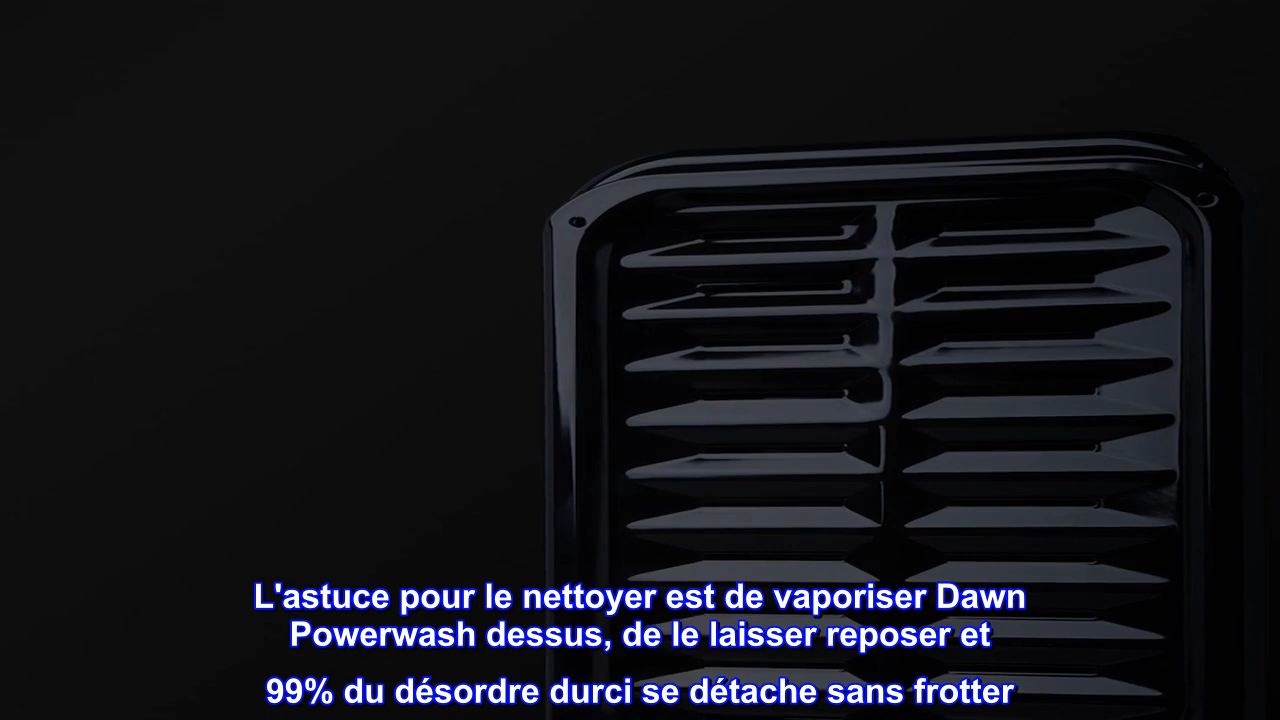 L'astuce pour le nettoyer est de vaporiser Dawn
Powerwash dessus, de le laisser reposer et
99% du désordre durci se détache sans frotter